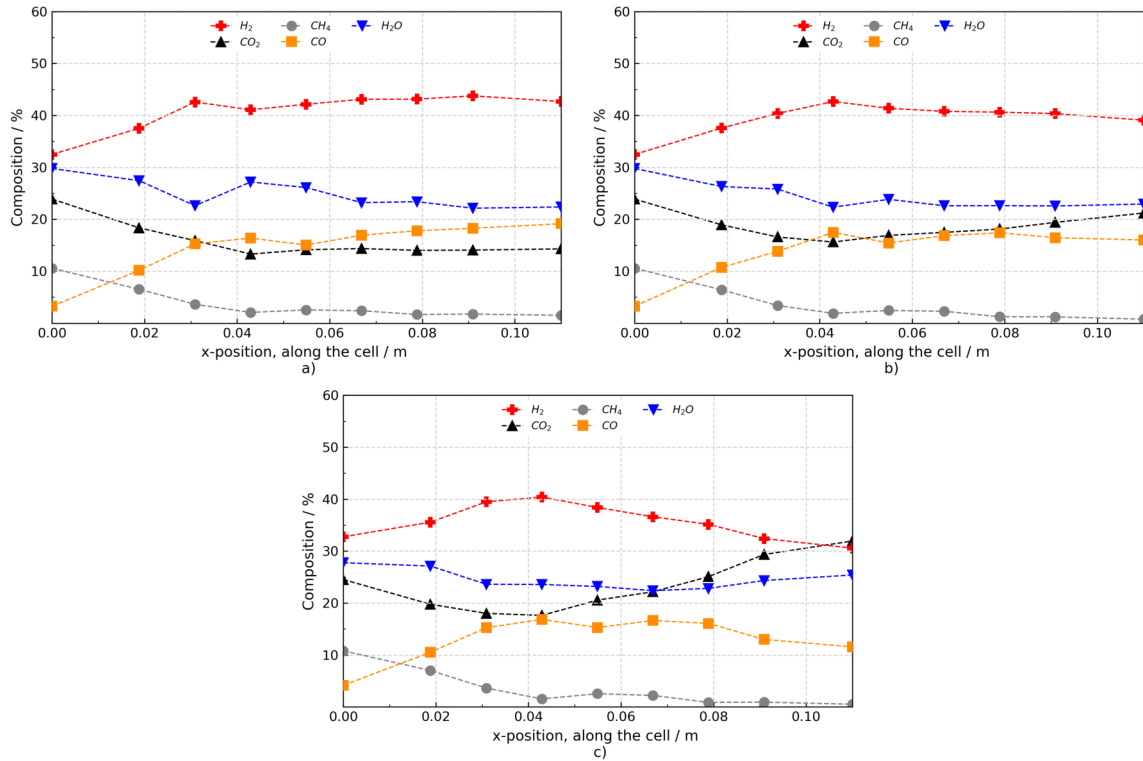 H₂ CH₄ H₂O
CO₂ CO
Composition / %
60
50
40
30
20
10
0.00 0.02 0.04 0.06 0.08 0.10
x-position, along the cell / m
a)
H₂ CH₄ H₂O
CO₂ CO
Composition / %
60
50
40
30
20
10
0.00 0.02 0.04 0.06 0.08 0.10
x-position, along the cell / m
b)
H₂ CH₄ H₂O
CO₂ CO
Composition / %
60
50
40
30
20
10
0.00 0.02 0.04 0.06 0.08 0.10
x-position, along the cell / m
c)